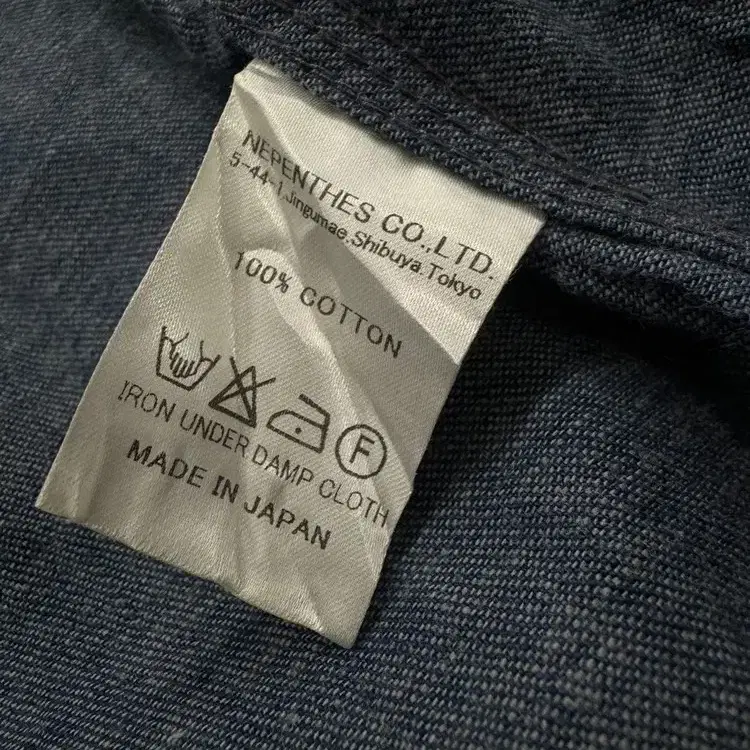 NEPENTHES CO.,LTD.
5-44-1,Jingumae,Shibuya,Tokyo
100% COTTON
F
IRON UNDER DAMP CLOTH
MADE IN JAPAN